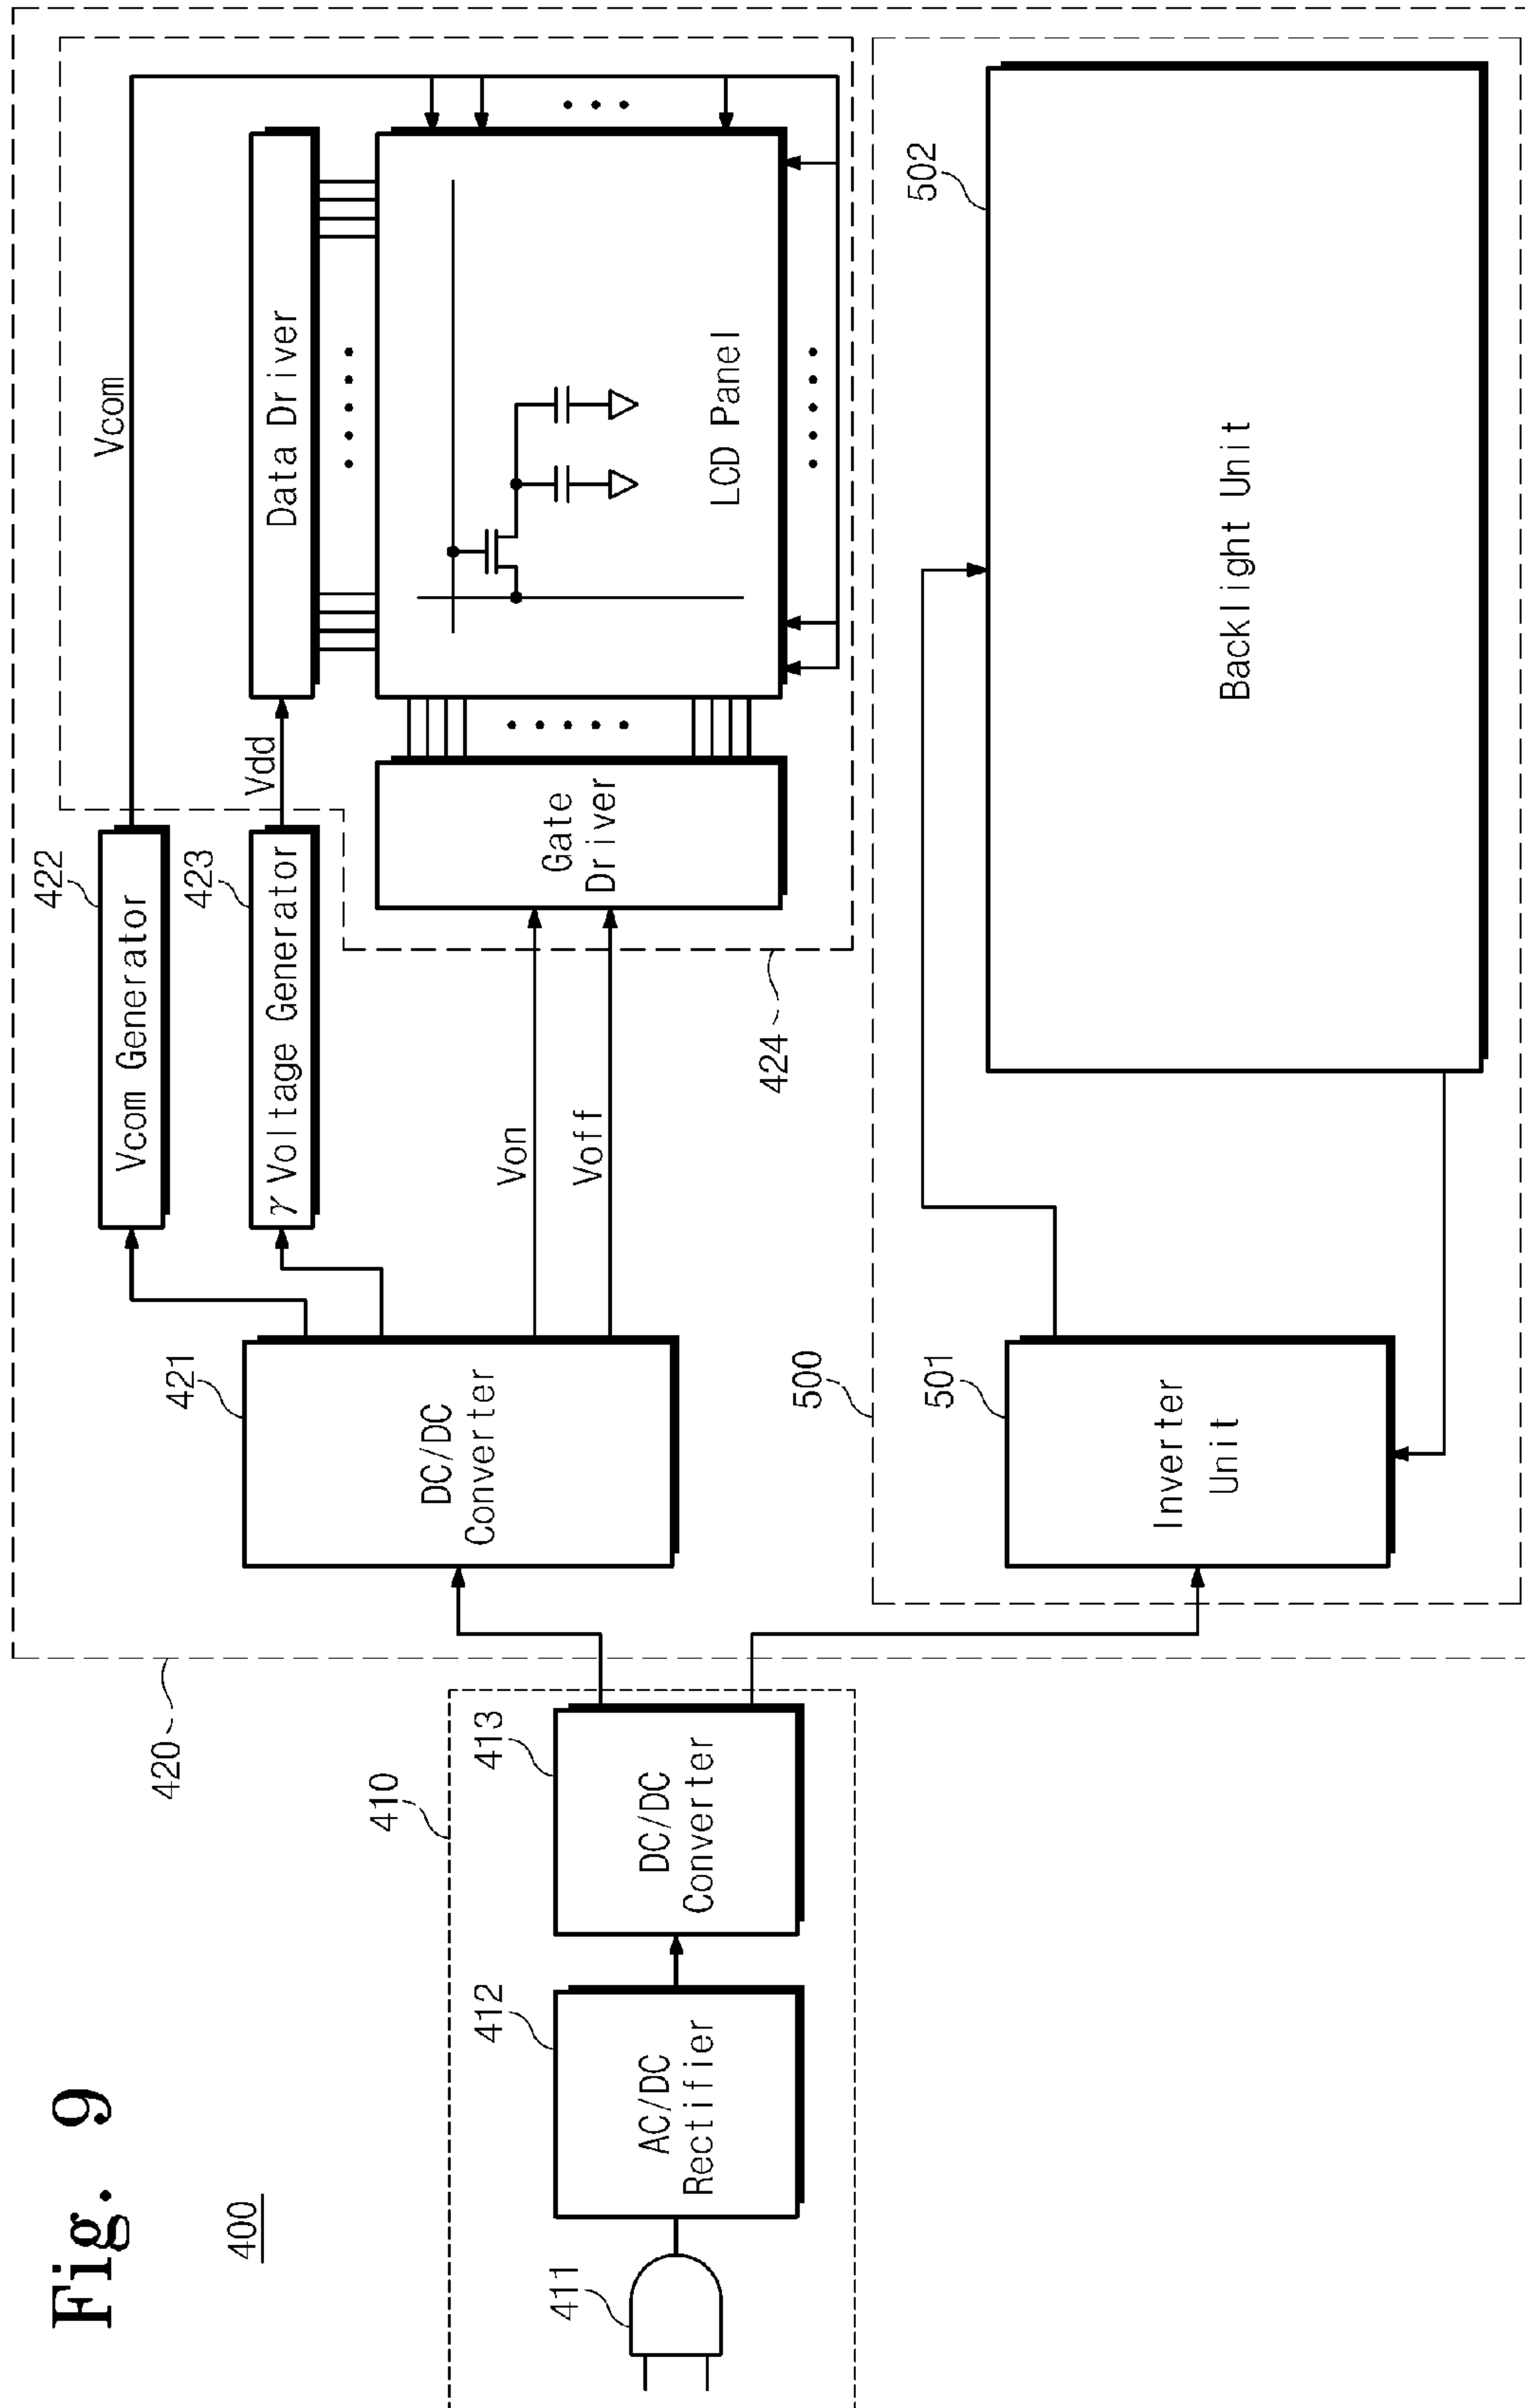 Fig. 9
400
420
422
Vcom Generator
Vcom
423
γ Voltage Generator
Vdd
Data Driver
421
DC/DC
Converter
Von
Voff
Gate
Driver
LCD Panel
424
410
411
412
AC/DC
Rectifier
413
DC/DC
Converter
500
501
Inverter
Unit
502
Backlight Unit